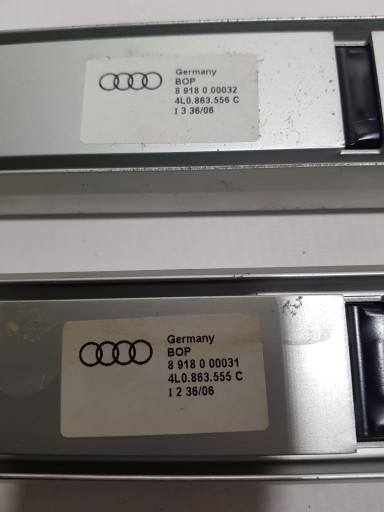 Germany
BOP
8 918 0 00032
4L0.863.556 C
I 3 36/06
Germany
BOP
8 918 0 00031
4L0.863.555 C
I 2 36/06